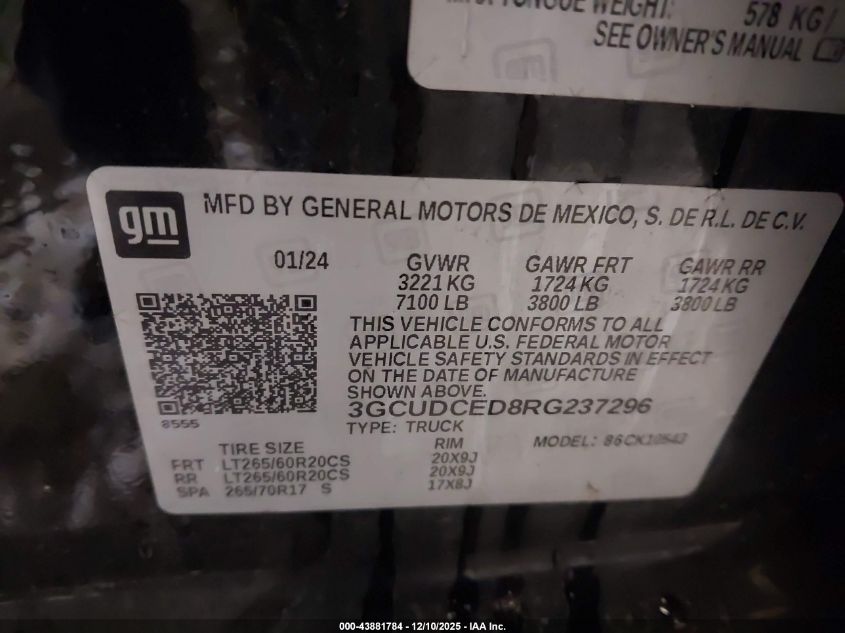 TONGUE WEIGHT: 578 KG/
SEE OWNER'S MANUAL
gm
MFD BY GENERAL MOTORS DE MEXICO, S. DE R.L. DE C.V.
01/24 GVWR GAWR FRT GAWR RR
3221 KG 1724 KG 1724 KG
7100 LB 3800 LB 3800 LB
THIS VEHICLE CONFORMS TO ALL
APPLICABLE U.S. FEDERAL MOTOR
VEHICLE SAFETY STANDARDS IN EFFECT
ON THE DATE OF MANUFACTURE
SHOWN ABOVE.
3GCUDCED8RG237296
8555
TYPE: TRUCK
TIRE SIZE RIM MODEL:
FRT LT265/60R20CS 20X9J
RR LT265/60R20CS 20X9J
SPA 265/70R17 S 17X8J
000-43881784 - 12/10/2025 - IAA Inc.